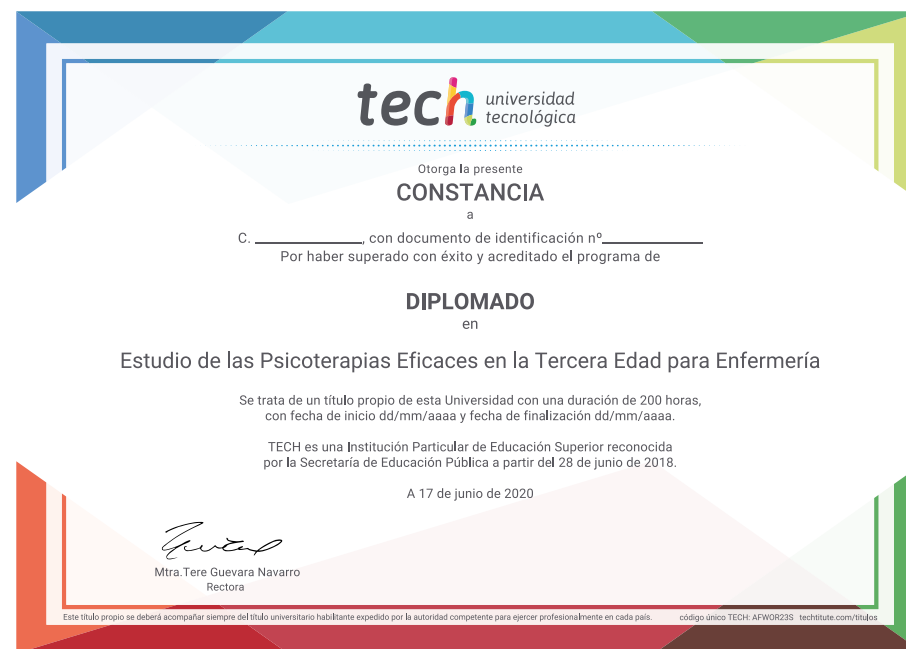 tech universidad
tecnológica
Otorga la presente
CONSTANCIA
a
C. ____________, con documento de identificación nº____________
Por haber superado con éxito y acreditado el programa de
DIPLOMADO
en
Estudio de las Psicoterapias Eficaces en la Tercera Edad para Enfermería
Se trata de un título propio de esta Universidad con una duración de 200 horas,
con fecha de inicio dd/mm/aaaa y fecha de finalización dd/mm/aaaa.
TECH es una Institución Particular de Educación Superior reconocida
por la Secretaría de Educación Pública a partir del 28 de junio de 2018.
A 17 de junio de 2020
Mtra.Tere Guevara Navarro
Rectora
Este título propio se deberá acompañar siempre del título universitario habilitante expedido por la autoridad competente para ejercer profesionalmente en cada país. código único TECH: AFWOR23S techtitute.com/titulos